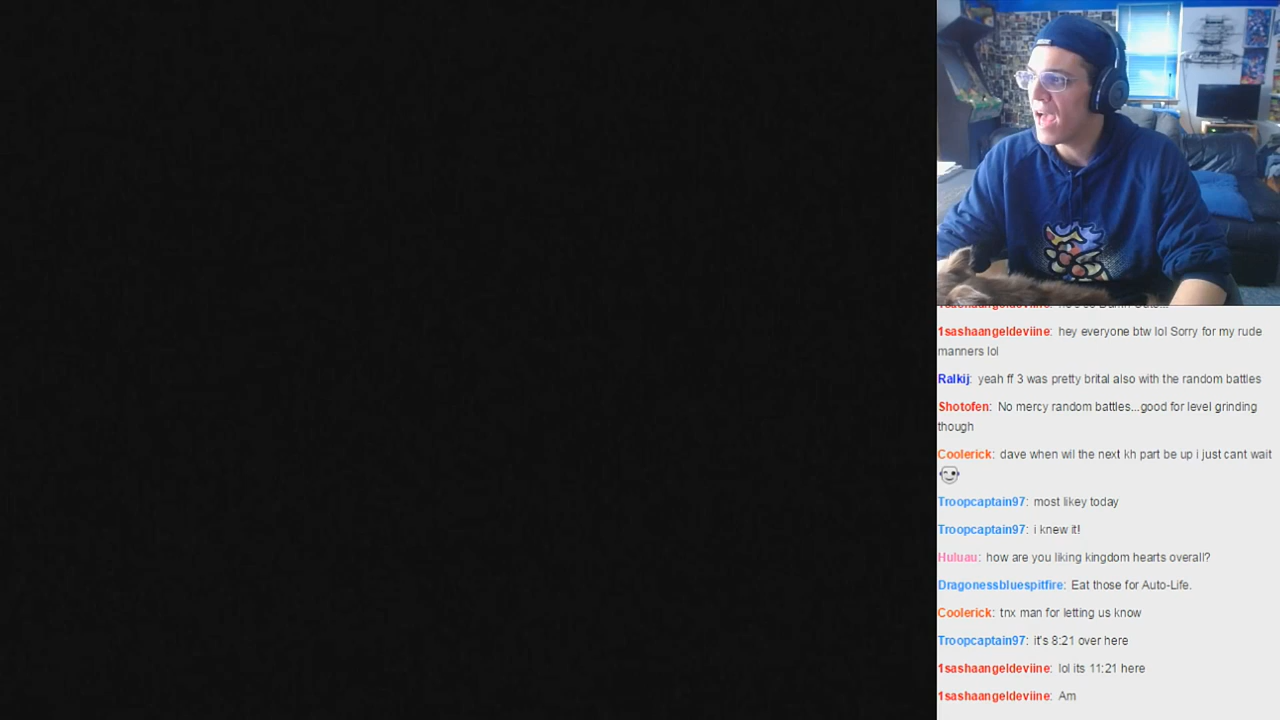 1sashaangeldeviine: hey everyone btw lol Sorry for my rude
manners lol
Ralkij: yeah ff 3 was pretty brital also with the random battles
Shotofen: No mercy random battles...good for level grinding
though
Coolerick: dave when wil the next kh part be up i just cant wait
Troopcaptain97: most likey today
Troopcaptain97: i knew it!
Huluau: how are you liking kingdom hearts overall?
Dragonessbluespitfire: Eat those for Auto-Life.
Coolerick: tnx man for letting us know
Troopcaptain97: it's 8:21 over here
1sashaangeldeviine: lol its 11:21 here
1sashaangeldeviine: Am